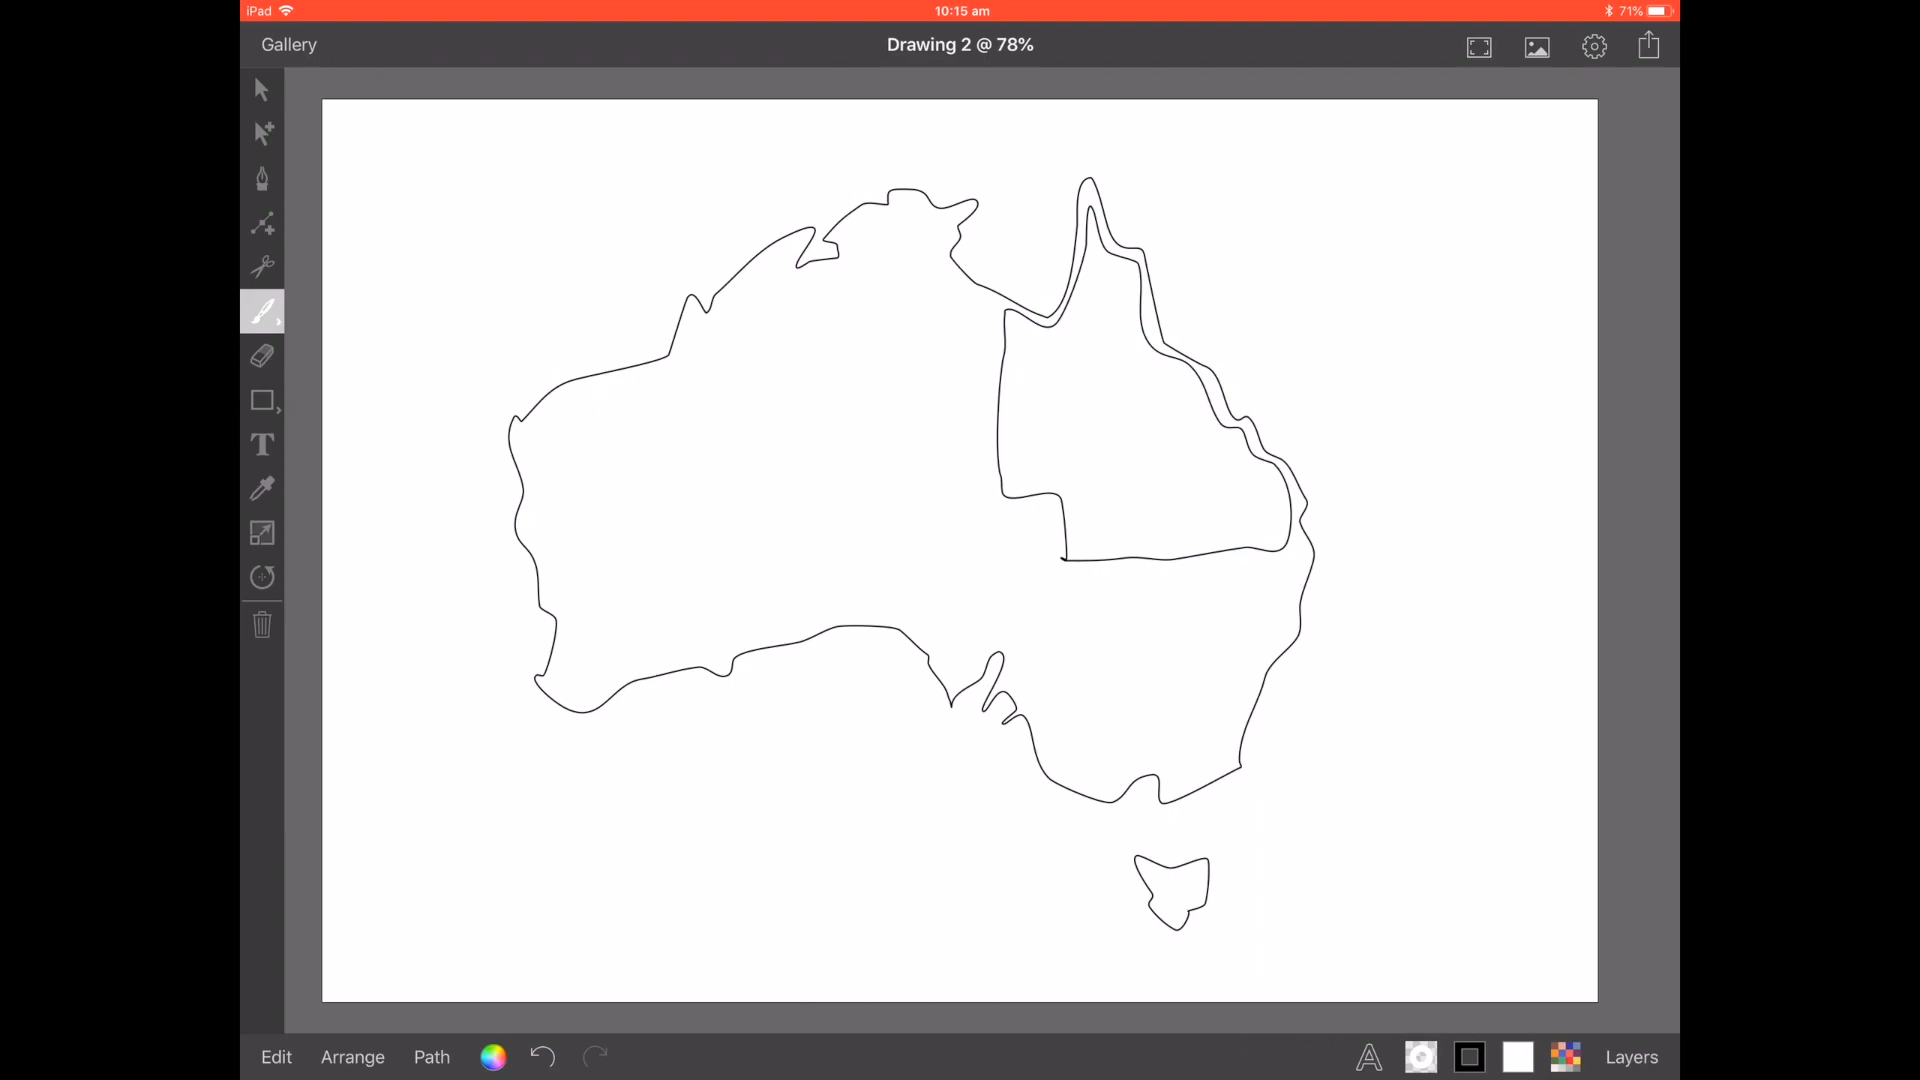 iPad
10:15 am
71%
Gallery
Drawing 2 @ 78%
T
Edit
Arrange
Path
A
Layers